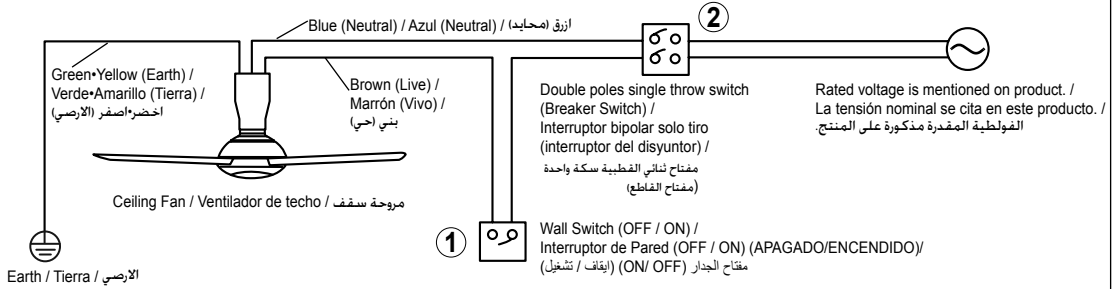 Blue (Neutral) / Azul (Neutral) / ازرق (محايد)
②
Green•Yellow (Earth) /
Verde•Amarillo (Tierra) /
اخضر•اصفر (الارصي)
Brown (Live) /
Marrón (Vivo) /
بني (حي)
Double poles single throw switch
(Breaker Switch) /
Interruptor bipolar solo tiro
(interruptor del disyuntor) /
مفتاح ثنائي القطبية سكة واحدة
(مفتاح القاطع)
Rated voltage is mentioned on product. /
La tensión nominal se cita en este producto. /
الفولطية المقدرة مذكورة على المنتج.
Ceiling Fan / Ventilador de techo / مروحة سقف
①
Wall Switch (OFF / ON) /
Interruptor de Pared (OFF / ON) (APAGADO/ENCENDIDO)/
مفتاح الجدار (ON/ OFF) (ايقاف / تشغيل)
Earth / Tierra / الارصي